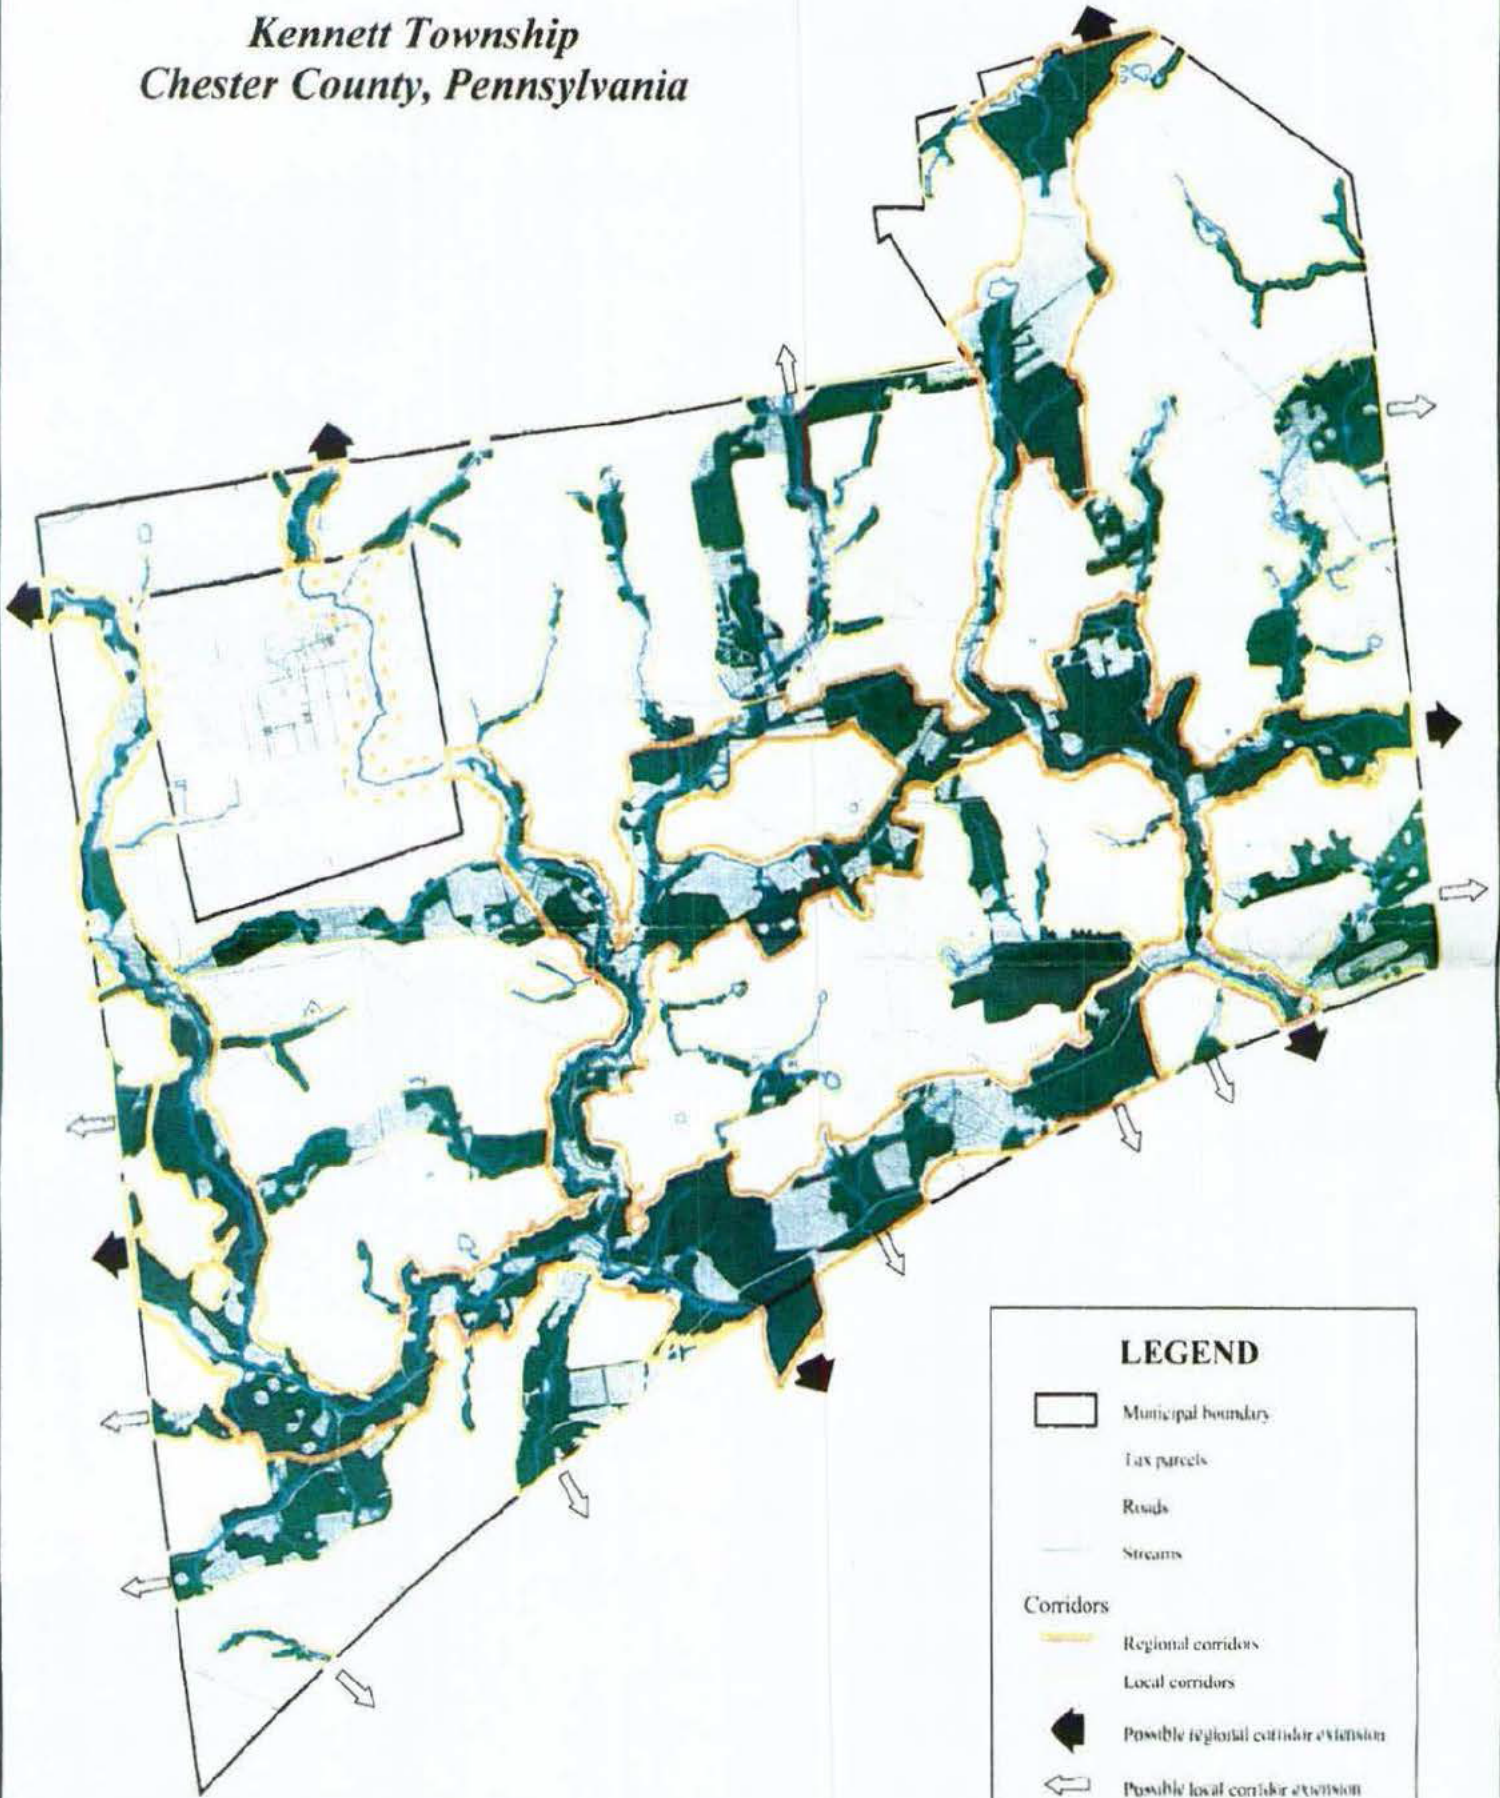 Kennett Township
Chester County, Pennsylvania
LEGEND
Municipal boundary
Tax parcels
Roads
Streams
Corridors
Regional corridors
Local corridors
Possible regional corridor extension
Possible local corridor extension